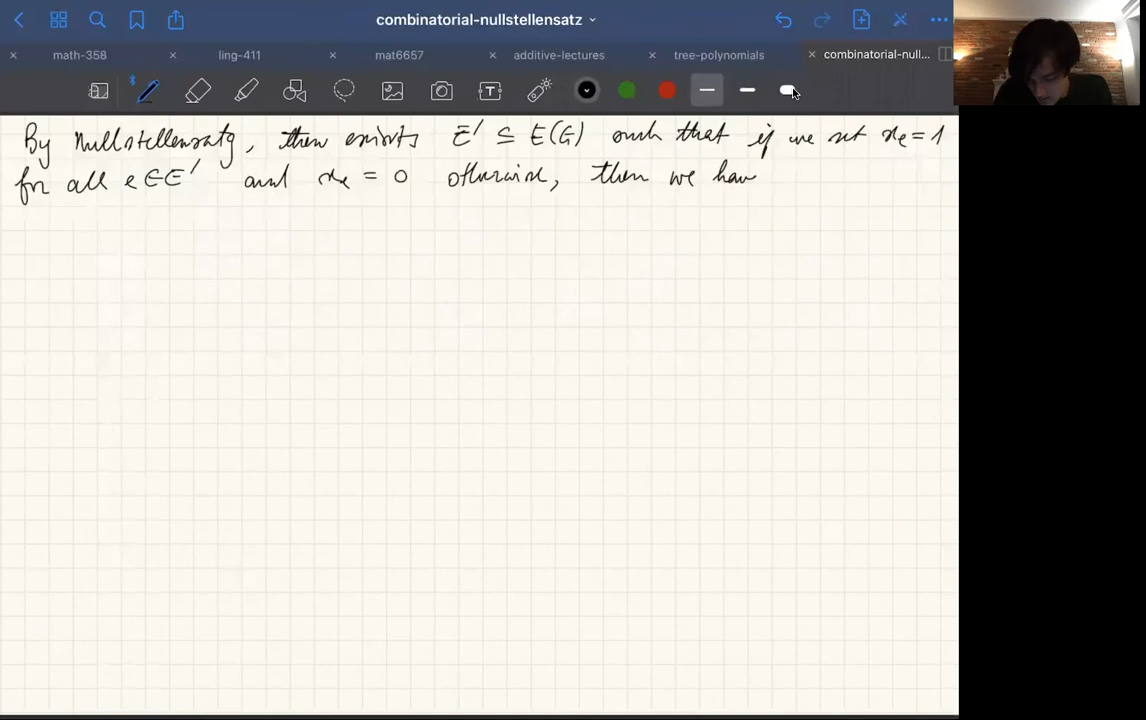 combinatorial-nullstellensatz
math-358
ling-411
mat6657
additive-lectures
tree-polynomials
combinatorial-null...
T
By Nullstellensatz, there exists E' ⊆ E(G) such that if we set x_e = 1
for all e ∈ E' and x_e = 0 otherwise, then we have